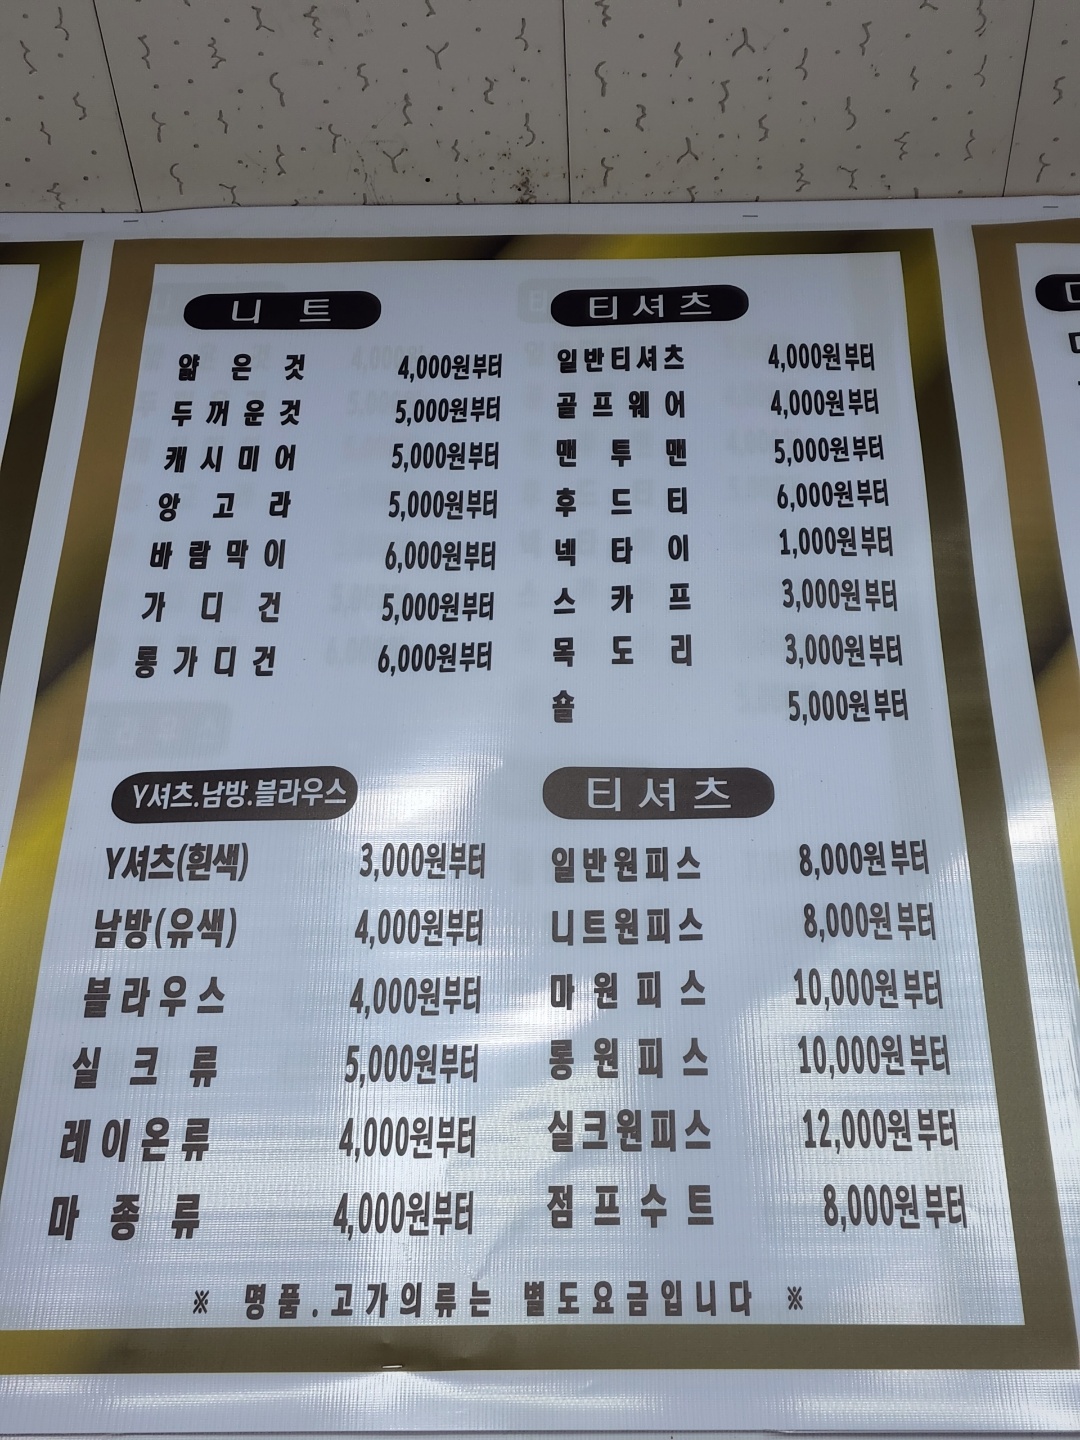 니트
얇은것 4,000원부터
두꺼운것 5,000원부터
캐시미어 5,000원부터
앙고라 5,000원부터
바람막이 6,000원부터
가디건 5,000원부터
롱가디건 6,000원부터
티셔츠
일반티셔츠 4,000원부터
골프웨어 4,000원부터
맨투맨 5,000원부터
후드티 6,000원부터
넥타이 1,000원부터
스카프 3,000원부터
목도리 3,000원부터
숄 5,000원부터
Y셔츠.남방.블라우스
Y셔츠(흰색) 3,000원부터
남방(유색) 4,000원부터
블라우스 4,000원부터
실크류 5,000원부터
레이온류 4,000원부터
마종류 4,000원부터
티셔츠
일반원피스 8,000원부터
니트원피스 8,000원부터
마원피스 10,000원부터
롱원피스 10,000원부터
실크원피스 12,000원부터
점프수트 8,000원부터
※ 명품.고가의류는 별도요금입니다 ※